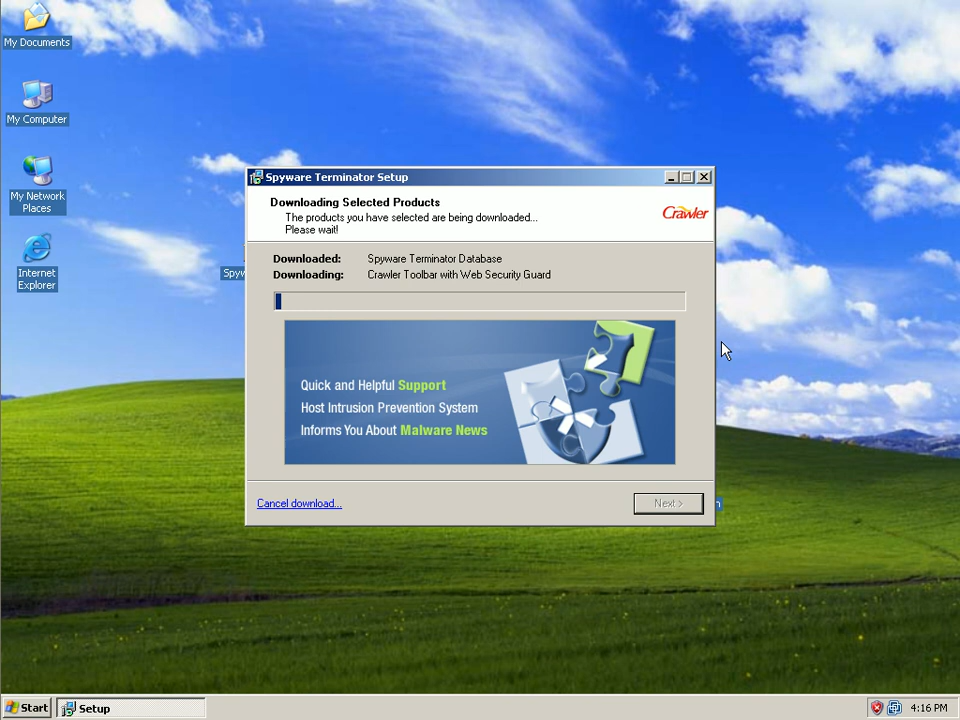 My Documents
My Computer
My Network
Places
Internet
Explorer
Spyware Terminator Setup
Downloading Selected Products
The products you have selected are being downloaded...
Please wait!
Crawler
Downloaded: Spyware Terminator Database
Downloading: Crawler Toolbar with Web Security Guard
Quick and Helpful Support
Host Intrusion Prevention System
Informs You About Malware News
Cancel download...
Next >
Start
Setup
4:16 PM